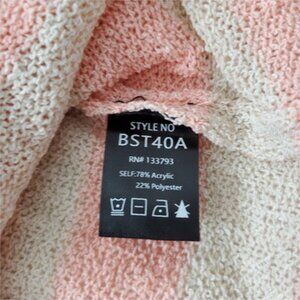 STYLE NO
BST40A
RN# 133793
SELF:78% Acrylic
22% Polyester